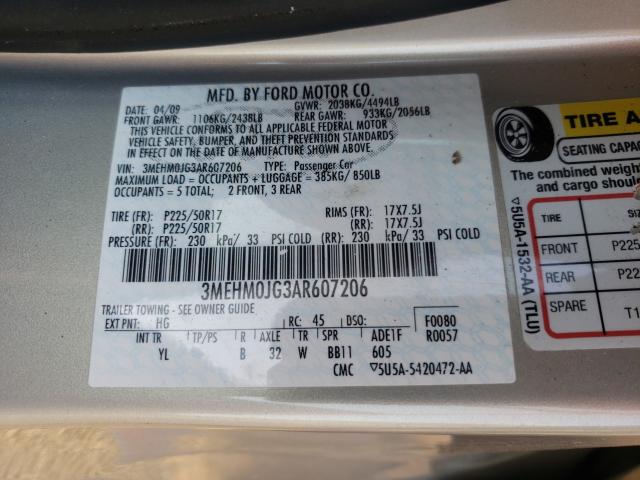 MFD. BY FORD MOTOR CO.
DATE: 04/09 GVWR: 2038KG/4494LB
FRONT GAWR: 1106KG/2438LB REAR GAWR: 933KG/2056LB
THIS VEHICLE CONFORMS TO ALL APPLICABLE FEDERAL MOTOR
VEHICLE SAFETY, BUMPER, AND THEFT PREVENTION STANDARDS
IN EFFECT ON THE DATE OF MANUFACTURE SHOWN ABOVE.
VIN: 3MEHM0JG3AR607206 TYPE: Passenger Car
MAXIMUM LOAD = OCCUPANTS + LUGGAGE = 385KG/850LB
OCCUPANTS = 5 TOTAL: 2 FRONT, 3 REAR
TIRE (FR): P225/50R17 RIMS (FR): 17X7.5J
(RR): P225/50R17 (RR): 17X7.5J
PRESSURE (FR): 230 kPa/ 33 PSI COLD (RR): 230 kPa/ 33 PSI COLD
3MEHM0JG3AR607206
TRAILER TOWING - SEE OWNER GUIDE
EXT PNT: HG RC: 45 DSO: F0080
INT TR TP/PS R AXLE TR SPR ADE1F R0057
YL B 32 W BB11 605
CMC ▽5U5A-5420472-AA
TIRE A
SEATING CAPA
The combined weigh
and cargo should
▽5U5A-1532-AA (TLU)
TIRE SIZE
FRONT P225
REAR P22
SPARE T1